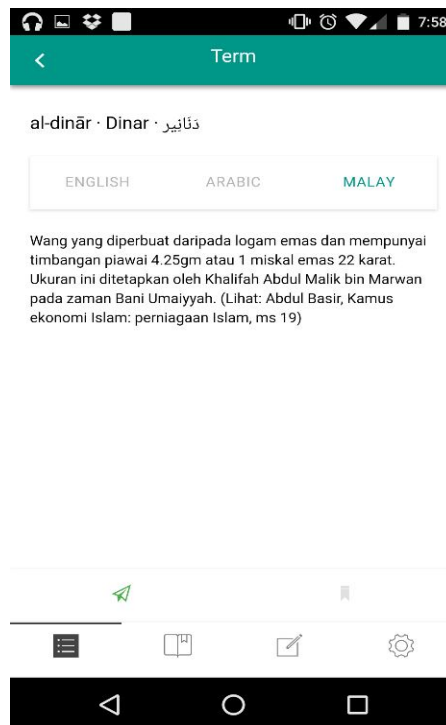 7:58
Term
al-dinār · Dinar · دَنَانِير
ENGLISH ARABIC MALAY
Wang yang diperbuat daripada logam emas dan mempunyai
timbangan piawai 4.25gm atau 1 miskal emas 22 karat.
Ukuran ini ditetapkan oleh Khalifah Abdul Malik bin Marwan
pada zaman Bani Umaiyyah. (Lihat: Abdul Basir, Kamus
ekonomi Islam: perniagaan Islam, ms 19)